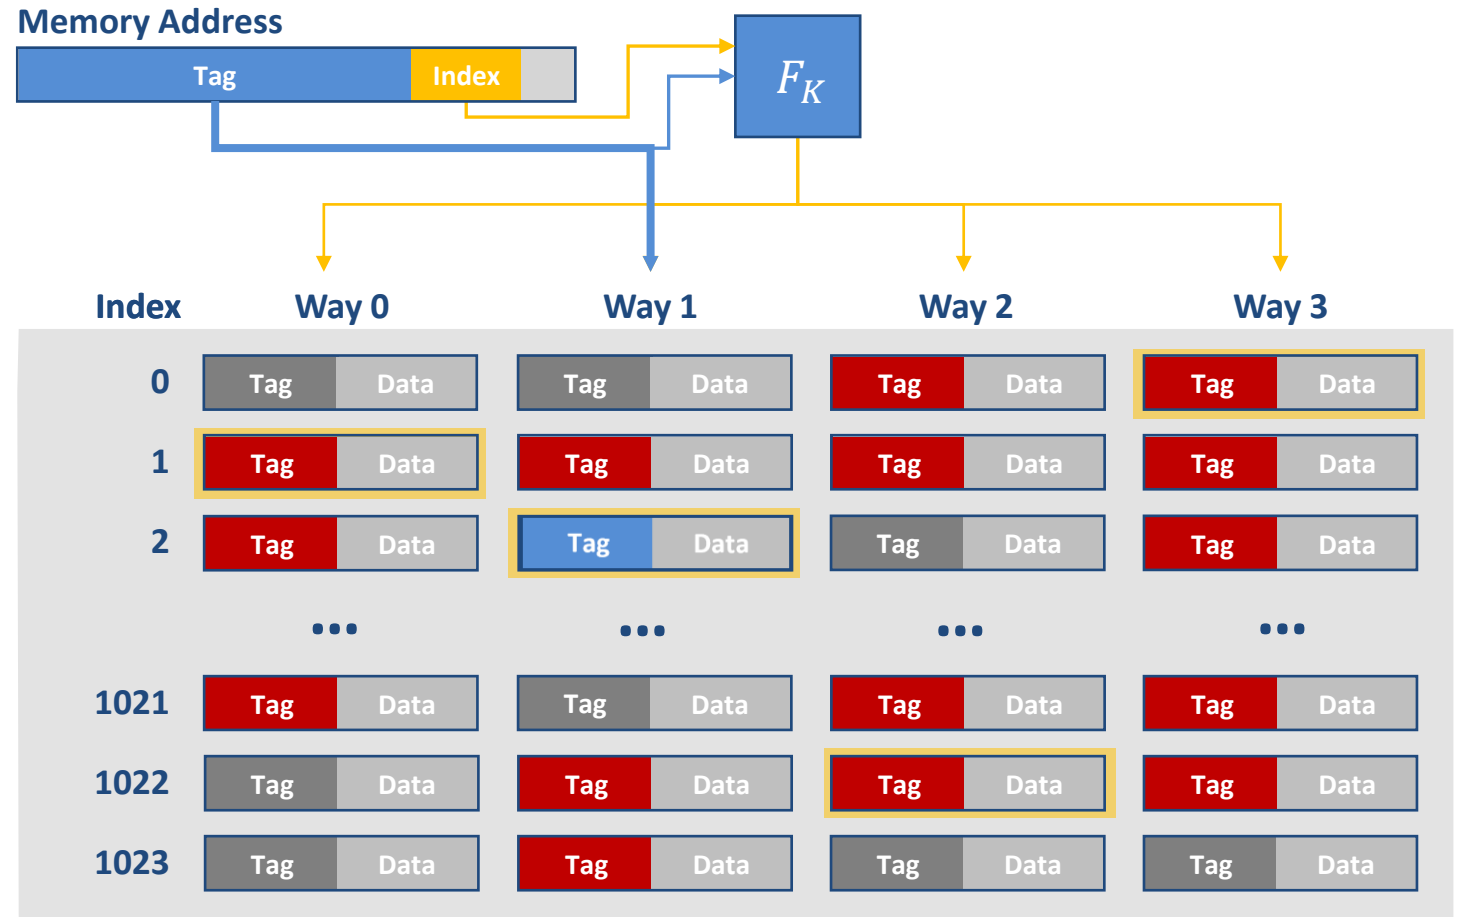 Memory Address
Tag Index
F_K
Index Way 0 Way 1 Way 2 Way 3
0 Tag Data Tag Data Tag Data Tag Data
1 Tag Data Tag Data Tag Data Tag Data
2 Tag Data Tag Data Tag Data Tag Data
... ... ... ...
1021 Tag Data Tag Data Tag Data Tag Data
1022 Tag Data Tag Data Tag Data Tag Data
1023 Tag Data Tag Data Tag Data Tag Data